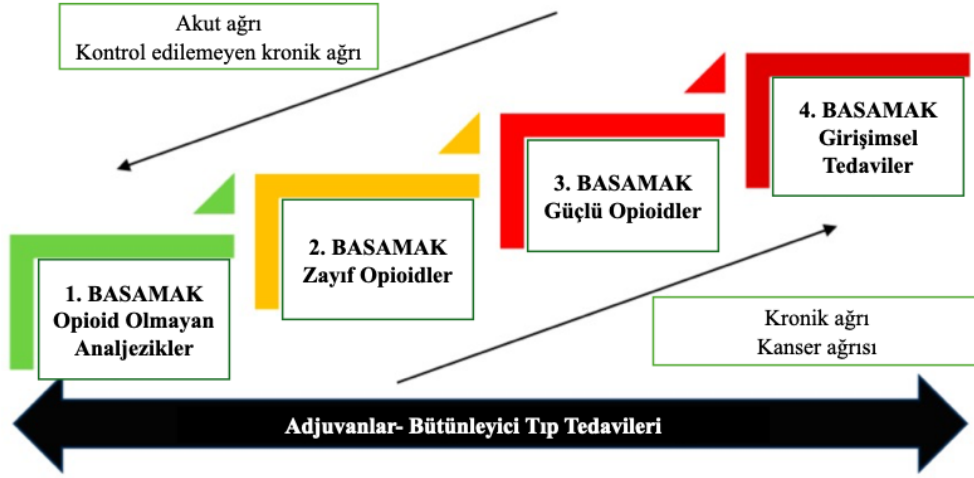 Akut ağrı
Kontrol edilemeyen kronik ağrı
4. BASAMAK
Girişimsel
Tedaviler
3. BASAMAK
Güçlü Opioidler
2. BASAMAK
Zayıf Opioidler
1. BASAMAK
Opioid Olmayan
Analjezikler
Kronik ağrı
Kanser ağrısı
Adjuvanlar- Bütünleyici Tıp Tedavileri